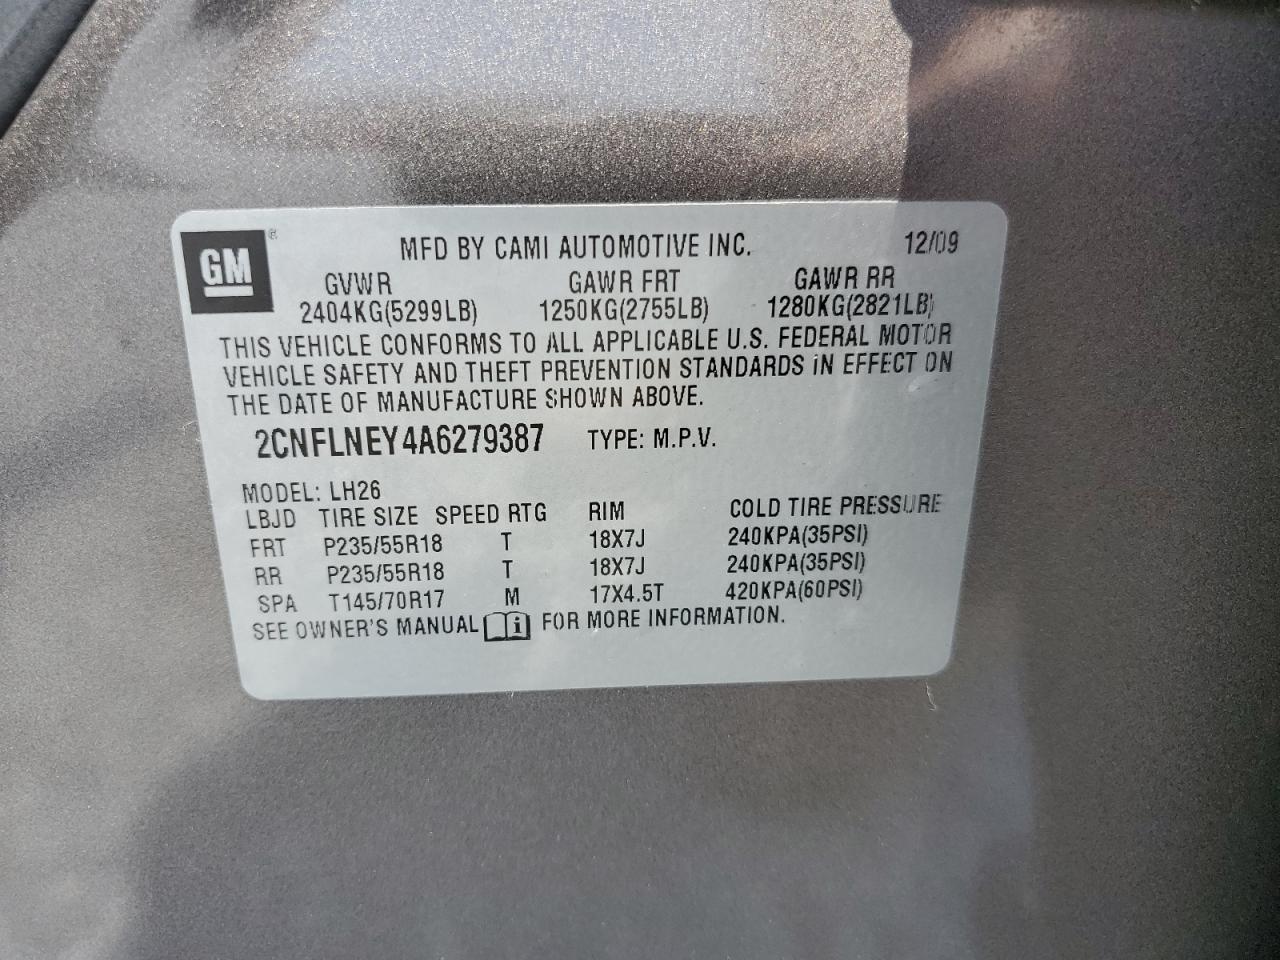 GM ® MFD BY CAMI AUTOMOTIVE INC. 12/09
GVWR GAWR FRT GAWR RR
2404KG(5299LB) 1250KG(2755LB) 1280KG(2821LB)
THIS VEHICLE CONFORMS TO ALL APPLICABLE U.S. FEDERAL MOTOR
VEHICLE SAFETY AND THEFT PREVENTION STANDARDS IN EFFECT ON
THE DATE OF MANUFACTURE SHOWN ABOVE.
2CNFLNEY4A6279387 TYPE: M.P.V.
MODEL: LH26
LBJD TIRE SIZE SPEED RTG RIM COLD TIRE PRESSURE
FRT P235/55R18 T 18X7J 240KPA(35PSI)
RR P235/55R18 T 18X7J 240KPA(35PSI)
SPA T145/70R17 M 17X4.5T 420KPA(60PSI)
SEE OWNER'S MANUAL i FOR MORE INFORMATION.